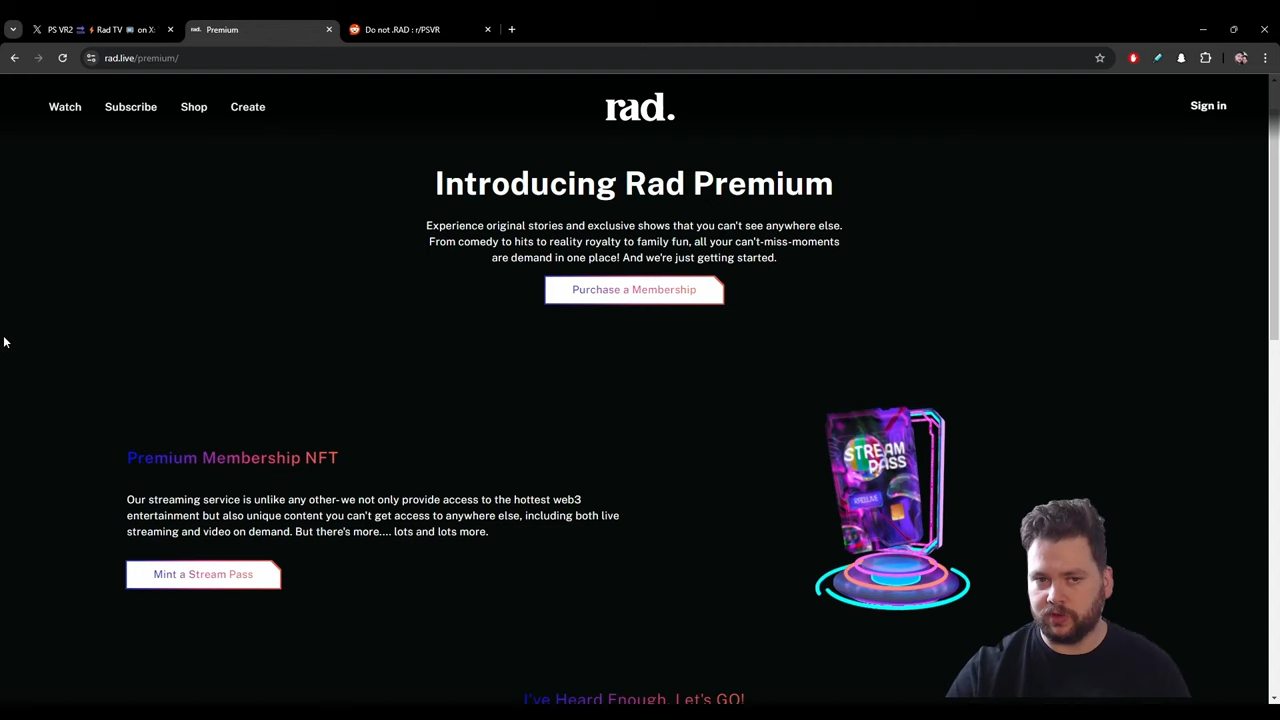 PS VR2 Rad TV on X:
rad. Premium
Do not .RAD : r/PSVR
rad.live/premium/
Watch Subscribe Shop Create
rad.
Sign in
Introducing Rad Premium
Experience original stories and exclusive shows that you can't see anywhere else.
From comedy to hits to reality royalty to family fun, all your can't-miss-moments
are demand in one place! And we're just getting started.
Purchase a Membership
Premium Membership NFT
Our streaming service is unlike any other-we not only provide access to the hottest web3
entertainment but also unique content you can't get access to anywhere else, including both live
streaming and video on demand. But there's more.... lots and lots more.
Mint a Stream Pass
STREAM
PASS
I've Heard Enough, Let's GO!